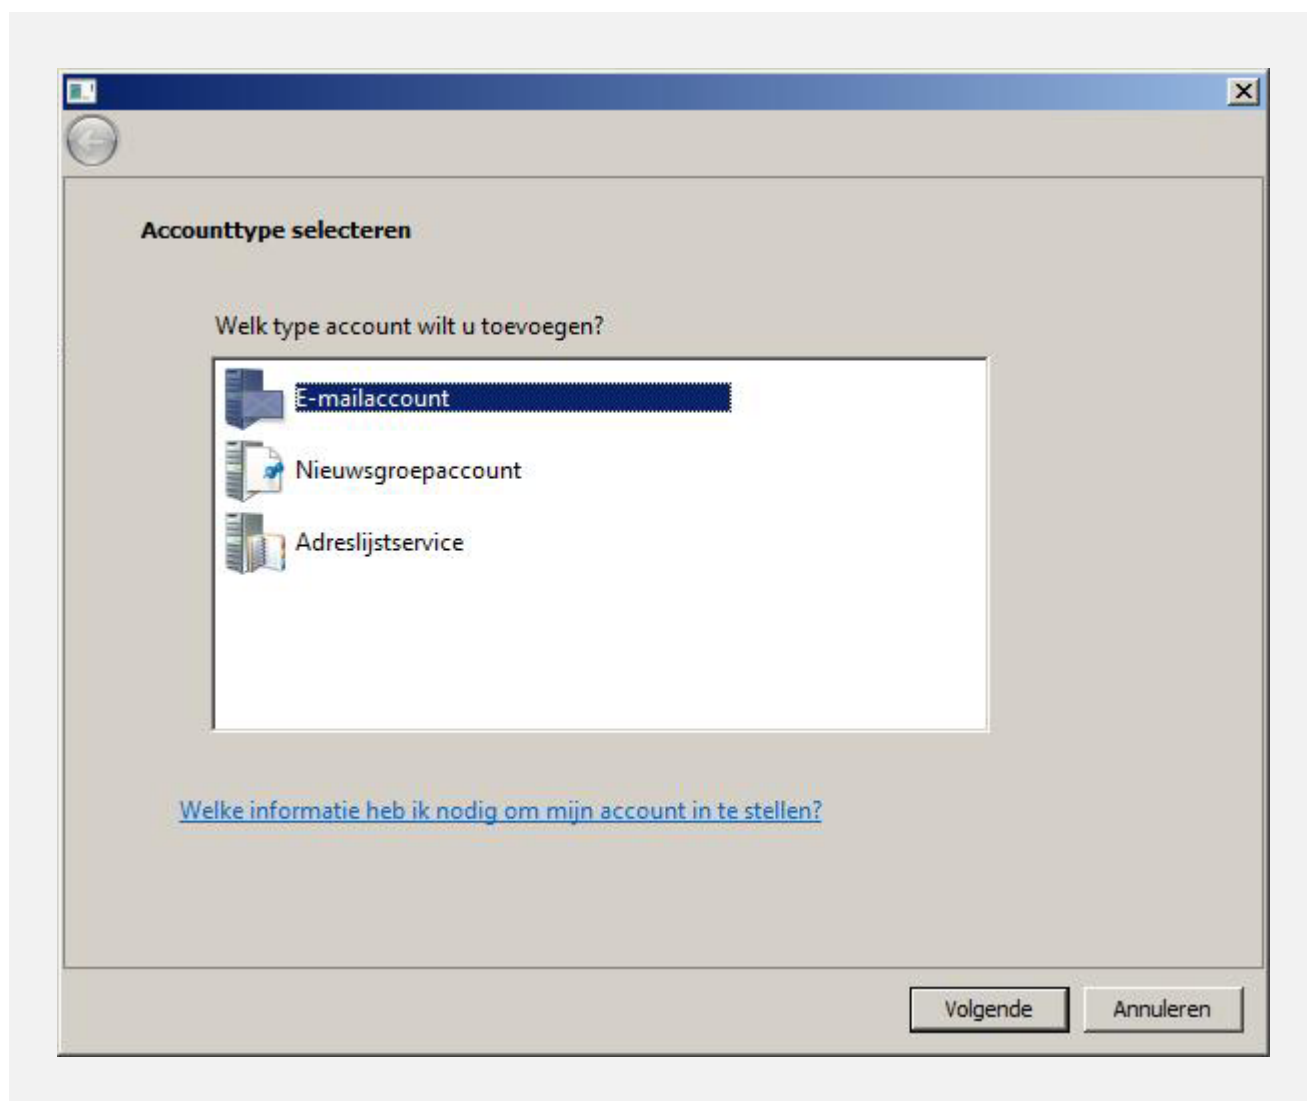 Accounttype selecteren
Welk type account wilt u toevoegen?
E-mailaccount
Nieuwsgroepaccount
Adreslijstservice
Welke informatie heb ik nodig om mijn account in te stellen?
Volgende
Annuleren